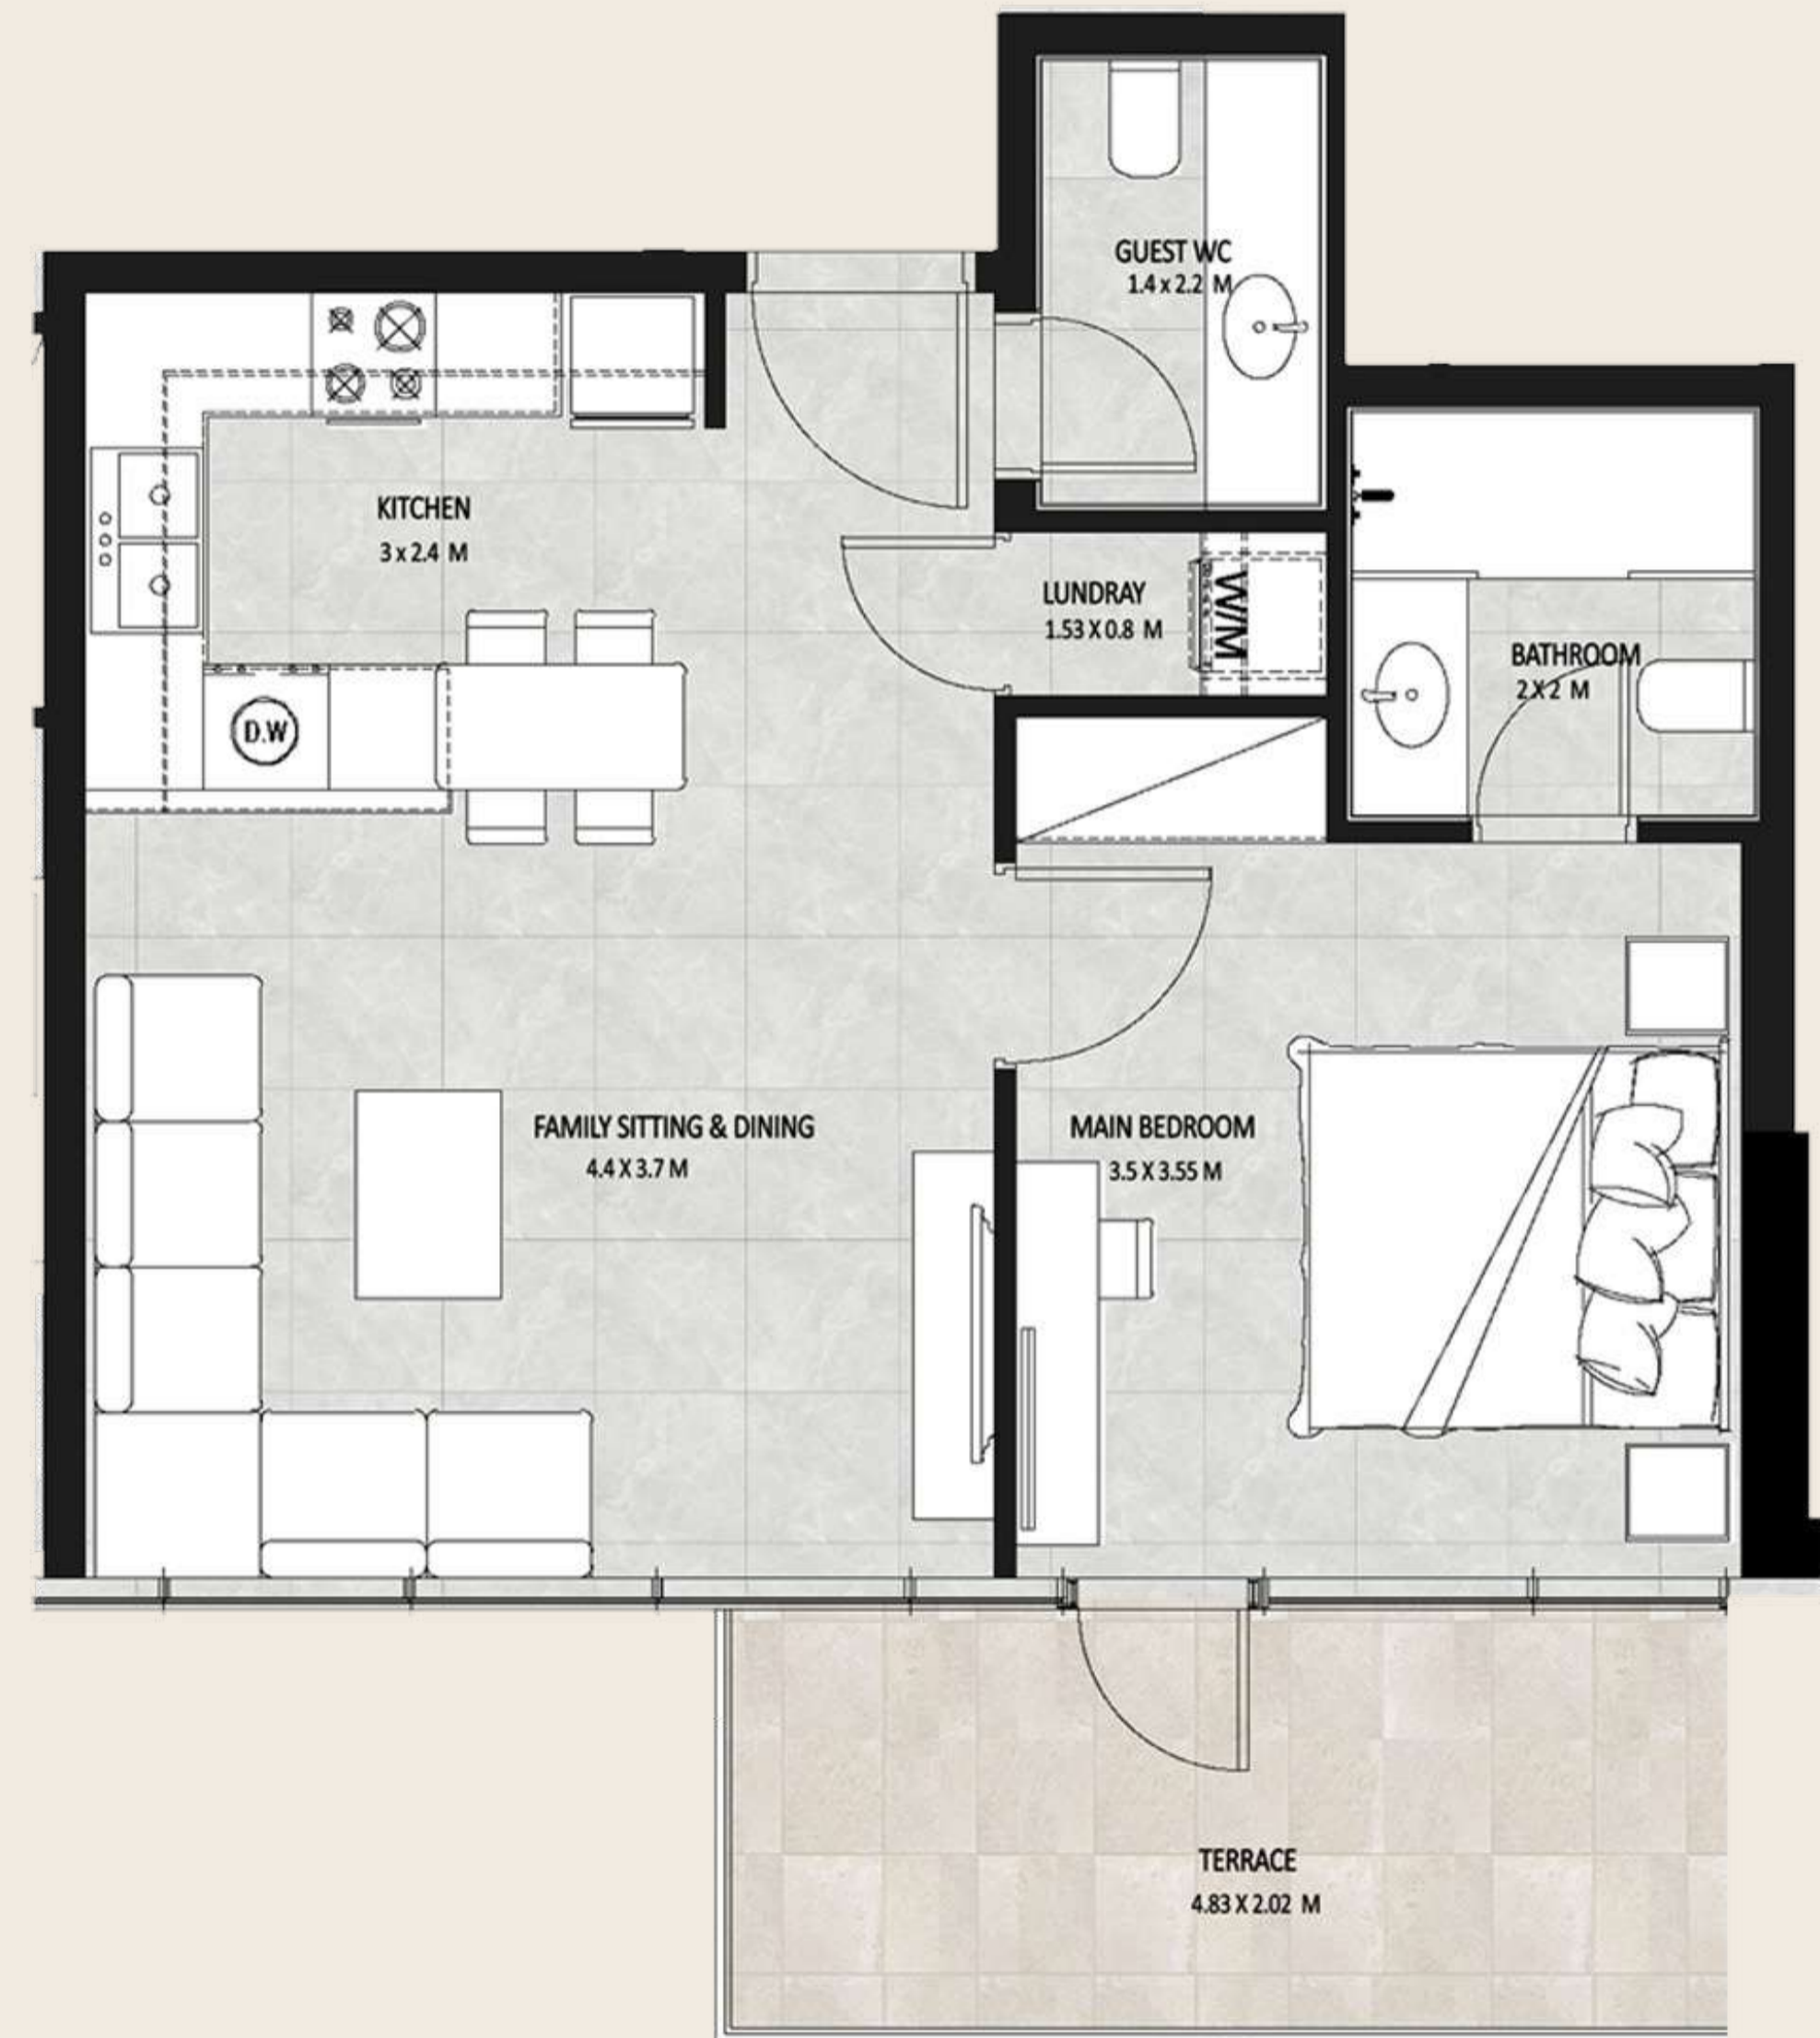 GUEST WC
1.4 x 2.2 M
KITCHEN
3 x 2.4 M
LUNDRAY
1.53 X 0.8 M
WM
BATHROOM
2 X 2 M
D.W
FAMILY SITTING & DINING
4.4 X 3.7 M
MAIN BEDROOM
3.5 X 3.55 M
TERRACE
4.83 X 2.02 M